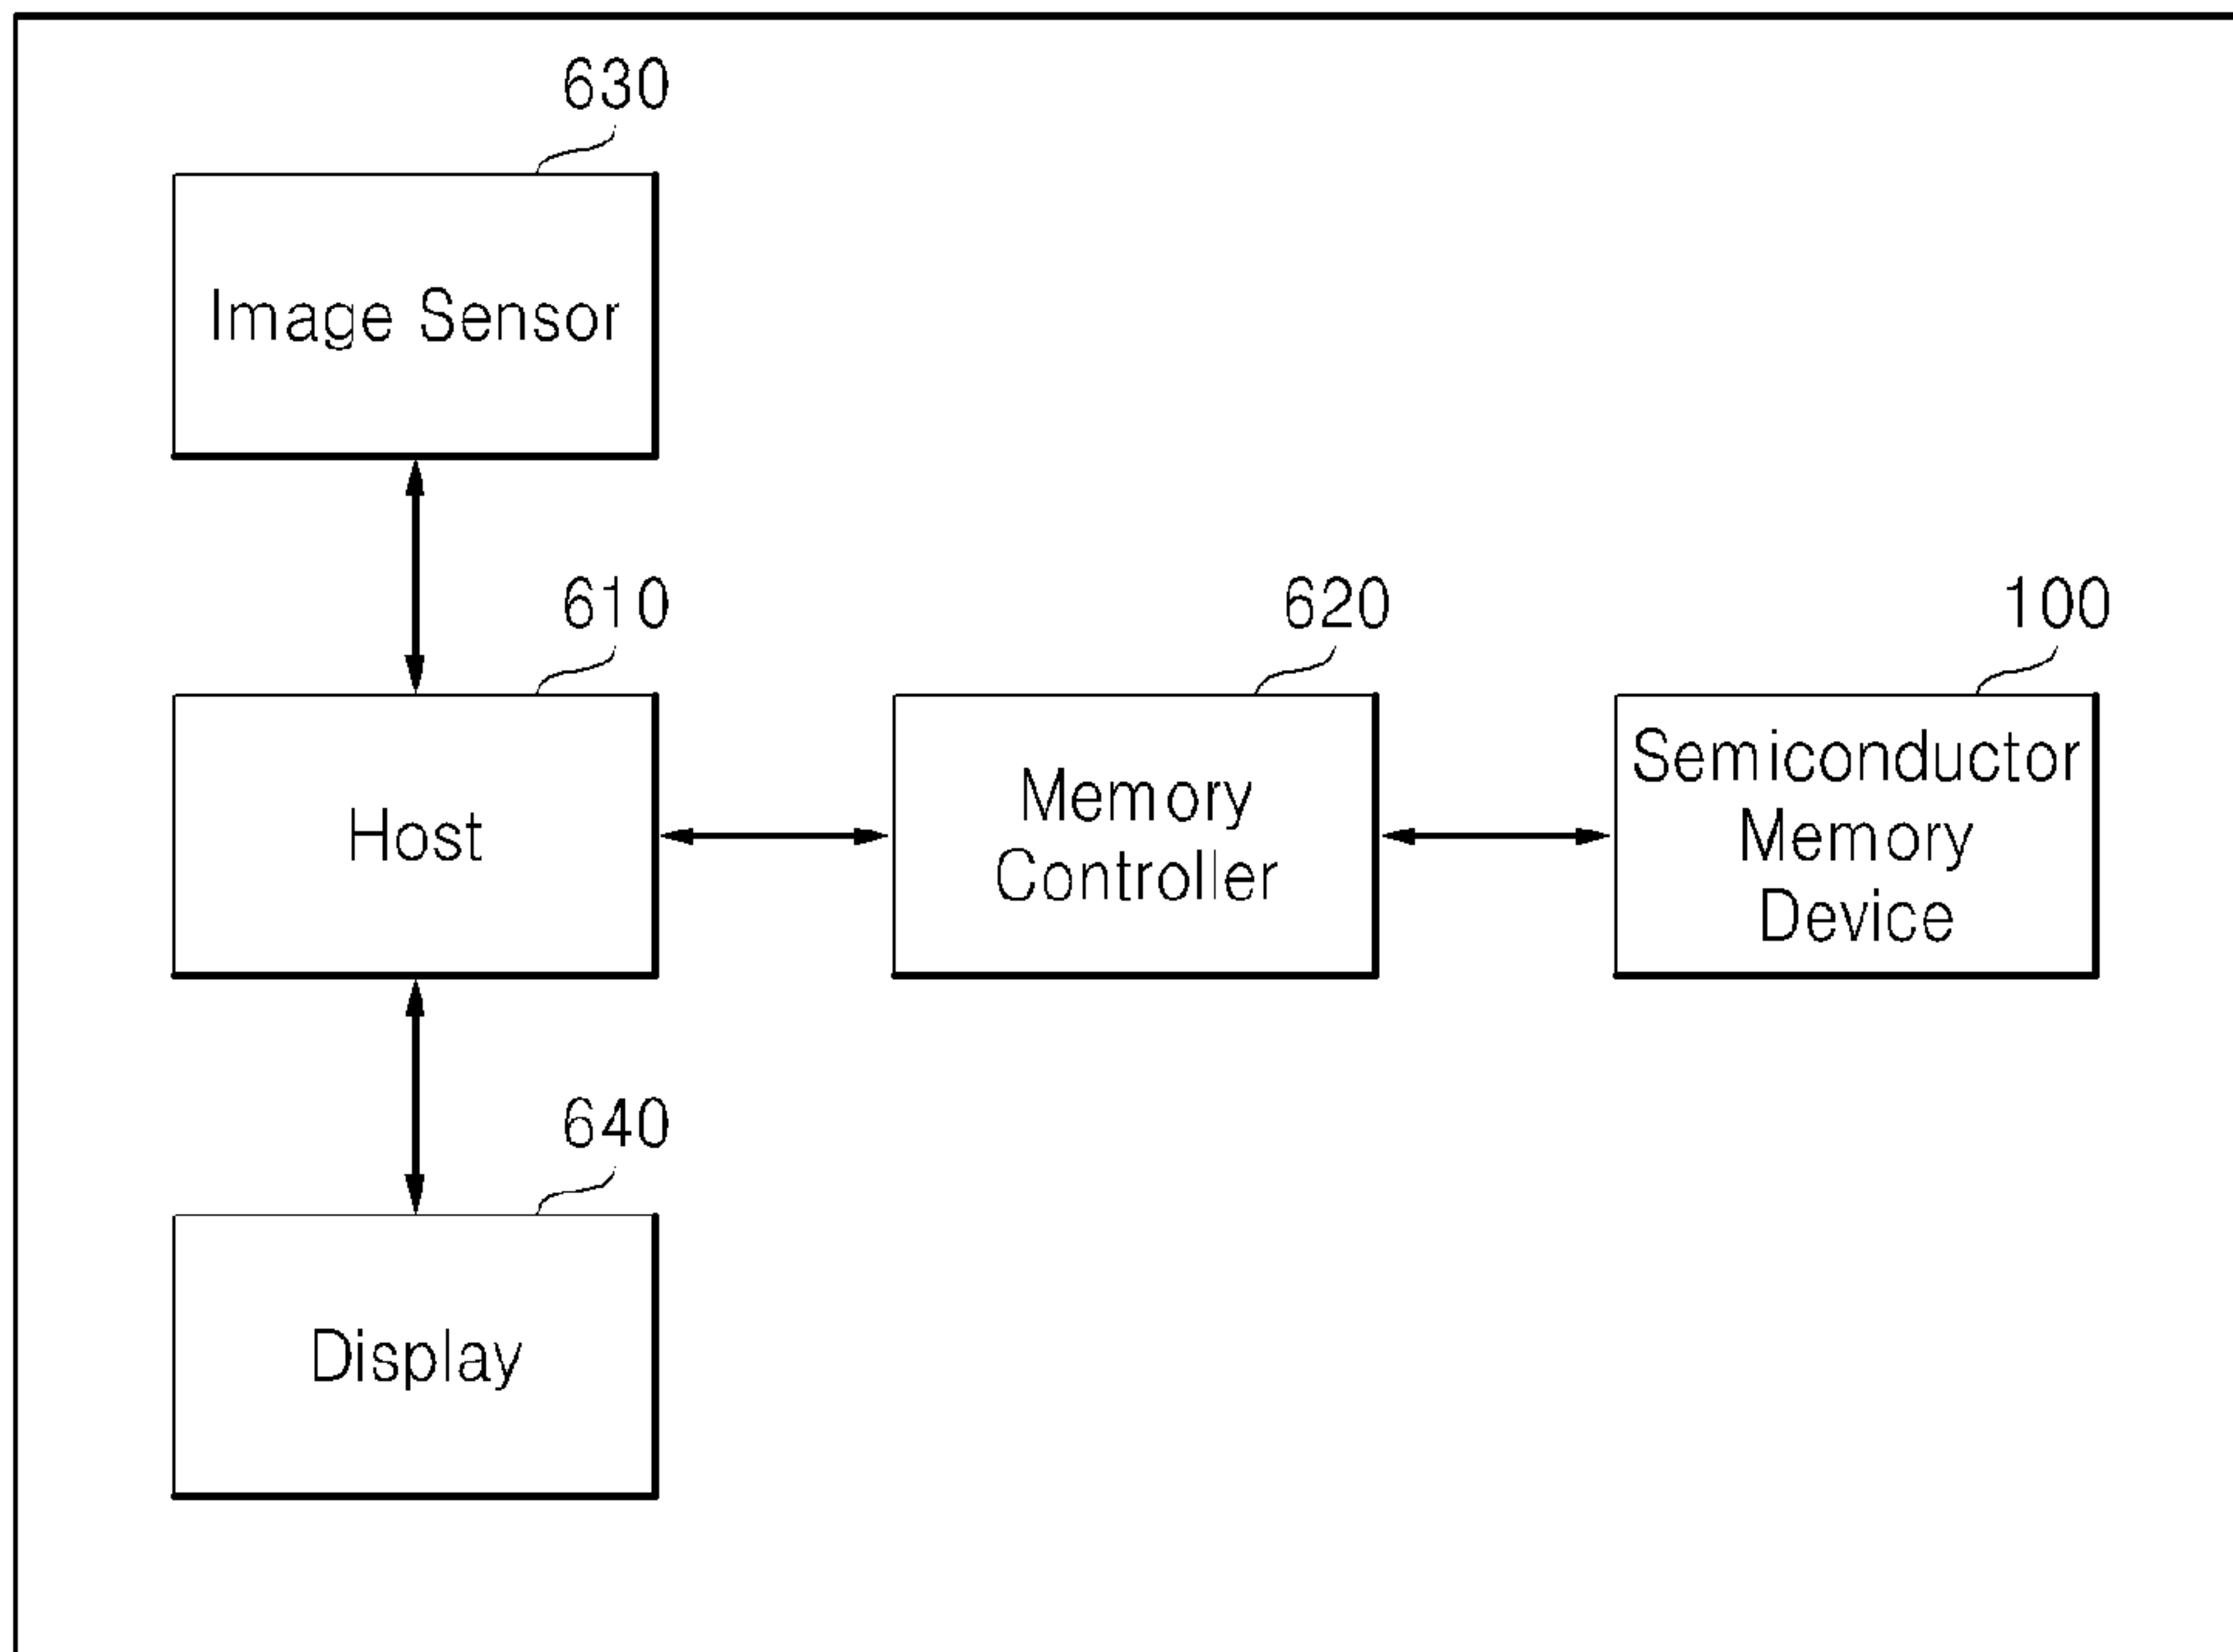 630
Image Sensor
610
Host
620
Memory
Controller
100
Semiconductor
Memory
Device
640
Display